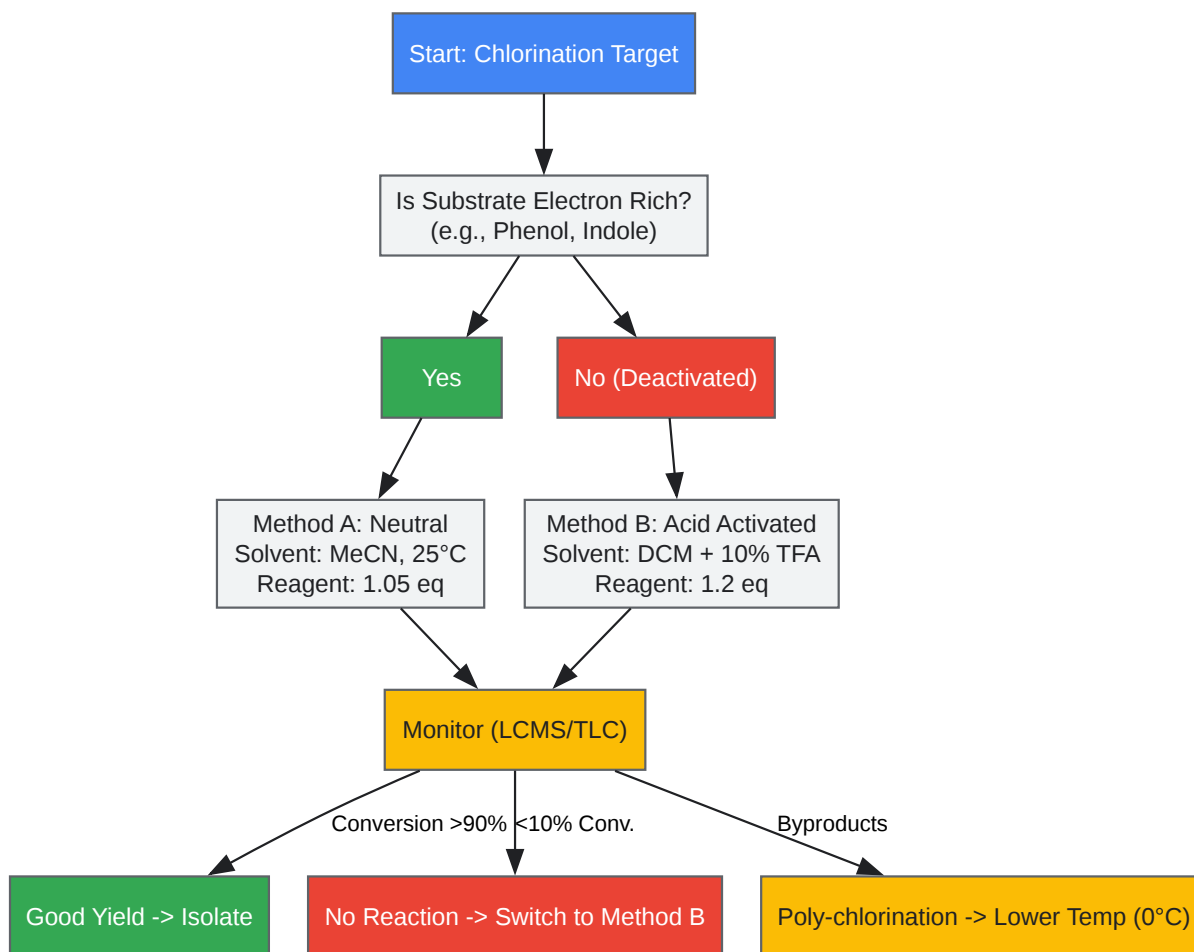 Start: Chlorination Target
Is Substrate Electron Rich?
(e.g., Phenol, Indole)
Yes
No (Deactivated)
Method A: Neutral
Solvent: MeCN, 25°C
Reagent: 1.05 eq
Method B: Acid Activated
Solvent: DCM + 10% TFA
Reagent: 1.2 eq
Monitor (LCMS/TLC)
Conversion >90%
<10% Conv.
Byproducts
Good Yield -> Isolate
No Reaction -> Switch to Method B
Poly-chlorination -> Lower Temp (0°C)